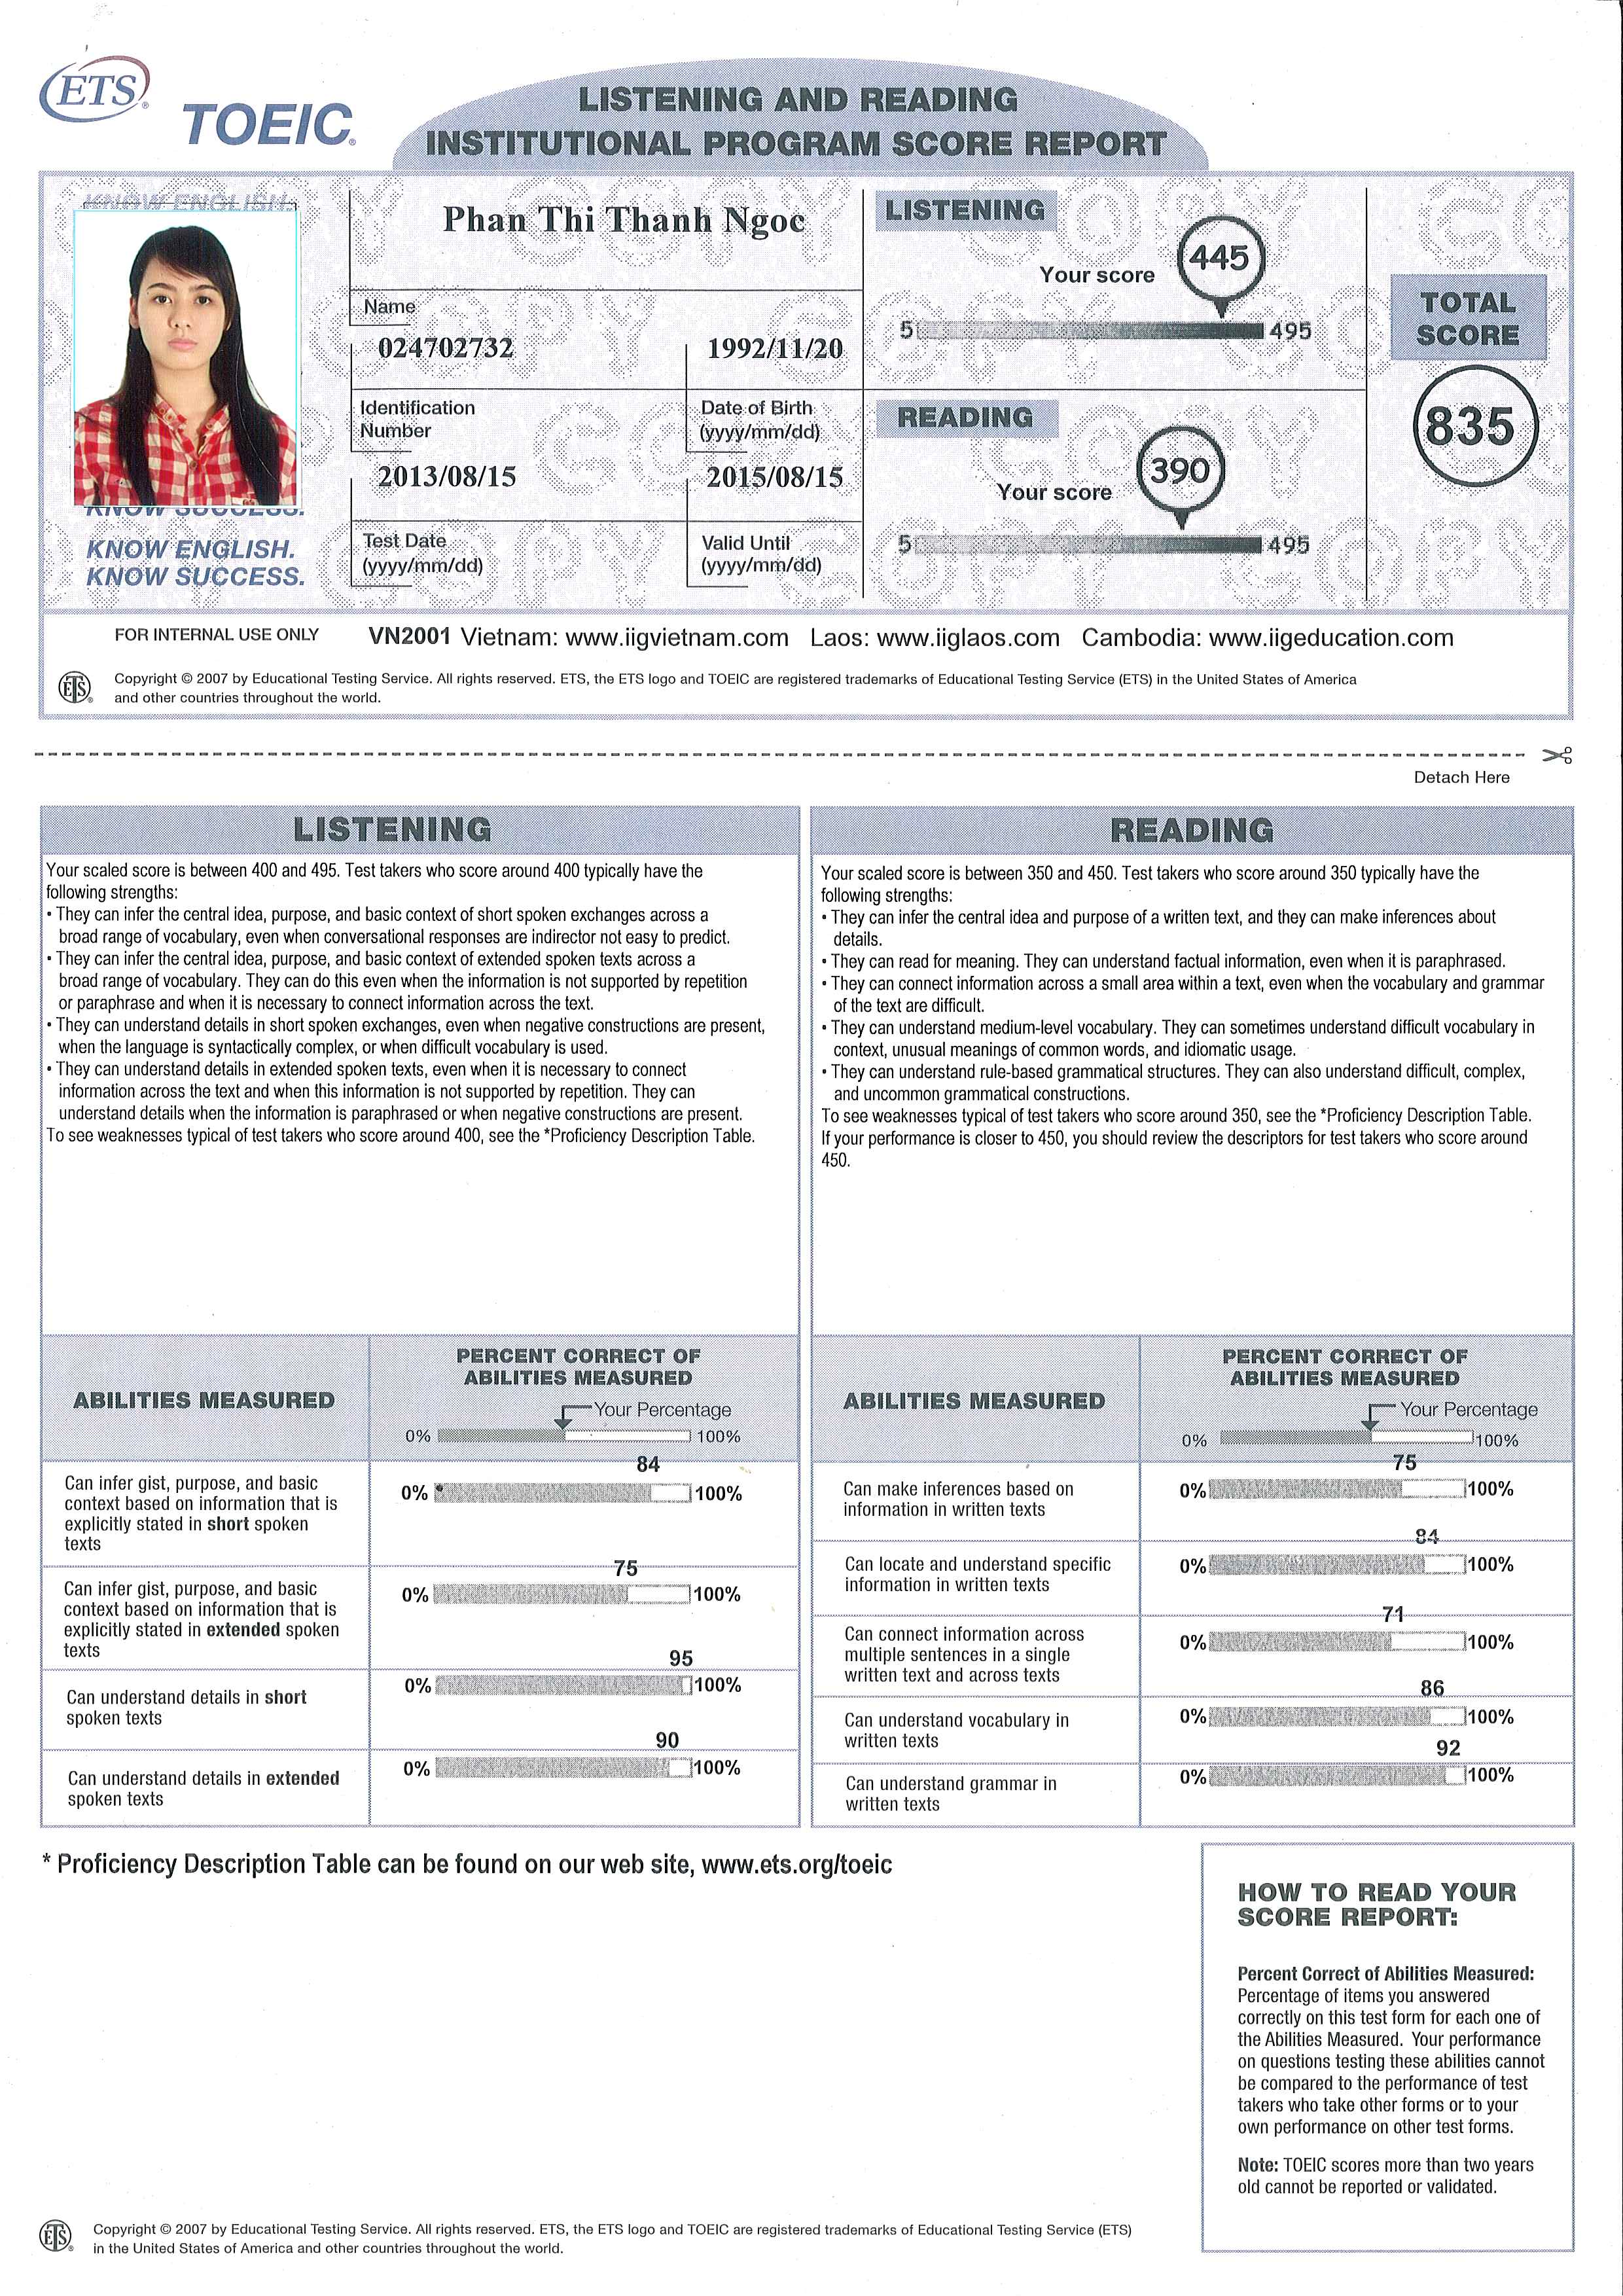 ETS
TOEIC
LISTENING AND READING
INSTITUTIONAL PROGRAM SCORE REPORT
KNOW ENGLISH.
KNOW SUCCESS.
KNOW ENGLISH.
KNOW SUCCESS.
Phan Thi Thanh Ngoc
Name
024702732
1992/11/20
Identification
Number
Date of Birth
(yyyy/mm/dd)
2013/08/15
2015/08/15
Test Date
(yyyy/mm/dd)
Valid Until
(yyyy/mm/dd)
LISTENING
Your score
445
5
495
READING
Your score
390
5
495
TOTAL
SCORE
835
COPY
FOR INTERNAL USE ONLY
VN2001 Vietnam: www.iigvietnam.com Laos: www.iiglaos.com Cambodia: www.iigeducation.com
ETS
Copyright © 2007 by Educational Testing Service. All rights reserved. ETS, the ETS logo and TOEIC are registered trademarks of Educational Testing Service (ETS) in the United States of America
and other countries throughout the world.
Detach Here
LISTENING
Your scaled score is between 400 and 495. Test takers who score around 400 typically have the
following strengths:
• They can infer the central idea, purpose, and basic context of short spoken exchanges across a
broad range of vocabulary, even when conversational responses are indirector not easy to predict.
• They can infer the central idea, purpose, and basic context of extended spoken texts across a
broad range of vocabulary. They can do this even when the information is not supported by repetition
or paraphrase and when it is necessary to connect information across the text.
• They can understand details in short spoken exchanges, even when negative constructions are present,
when the language is syntactically complex, or when difficult vocabulary is used.
• They can understand details in extended spoken texts, even when it is necessary to connect
information across the text and when this information is not supported by repetition. They can
understand details when the information is paraphrased or when negative constructions are present.
To see weaknesses typical of test takers who score around 400, see the *Proficiency Description Table.
READING
Your scaled score is between 350 and 450. Test takers who score around 350 typically have the
following strengths:
• They can infer the central idea and purpose of a written text, and they can make inferences about
details.
• They can read for meaning. They can understand factual information, even when it is paraphrased.
• They can connect information across a small area within a text, even when the vocabulary and grammar
of the text are difficult.
• They can understand medium-level vocabulary. They can sometimes understand difficult vocabulary in
context, unusual meanings of common words, and idiomatic usage.
• They can understand rule-based grammatical structures. They can also understand difficult, complex,
and uncommon grammatical constructions.
To see weaknesses typical of test takers who score around 350, see the *Proficiency Description Table.
If your performance is closer to 450, you should review the descriptors for test takers who score around
450.
ABILITIES MEASURED
PERCENT CORRECT OF
ABILITIES MEASURED
Your Percentage
0% 100%
Can infer gist, purpose, and basic
context based on information that is
explicitly stated in short spoken
texts
84
0% 100%
Can infer gist, purpose, and basic
context based on information that is
explicitly stated in extended spoken
texts
75
0% 100%
Can understand details in short
spoken texts
95
0% 100%
Can understand details in extended
spoken texts
90
0% 100%
ABILITIES MEASURED
PERCENT CORRECT OF
ABILITIES MEASURED
Your Percentage
0% 100%
Can make inferences based on
information in written texts
75
0% 100%
Can locate and understand specific
information in written texts
84
0% 100%
Can connect information across
multiple sentences in a single
written text and across texts
71
0% 100%
Can understand vocabulary in
written texts
86
0% 100%
Can understand grammar in
written texts
92
0% 100%
* Proficiency Description Table can be found on our web site, www.ets.org/toeic
HOW TO READ YOUR
SCORE REPORT:
Percent Correct of Abilities Measured:
Percentage of items you answered
correctly on this test form for each one of
the Abilities Measured. Your performance
on questions testing these abilities cannot
be compared to the performance of test
takers who take other forms or to your
own performance on other test forms.
Note: TOEIC scores more than two years
old cannot be reported or validated.
ETS
Copyright © 2007 by Educational Testing Service. All rights reserved. ETS, the ETS logo and TOEIC are registered trademarks of Educational Testing Service (ETS)
in the United States of America and other countries throughout the world.